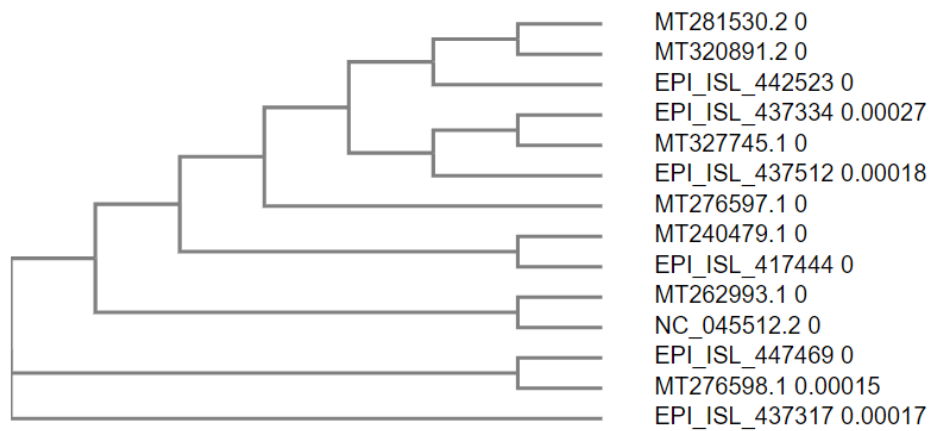 MT281530.2 0
MT320891.2 0
EPI_ISL_442523 0
EPI_ISL_437334 0.00027
MT327745.1 0
EPI_ISL_437512 0.00018
MT276597.1 0
MT240479.1 0
EPI_ISL_417444 0
MT262993.1 0
NC_045512.2 0
EPI_ISL_447469 0
MT276598.1 0.00015
EPI_ISL_437317 0.00017